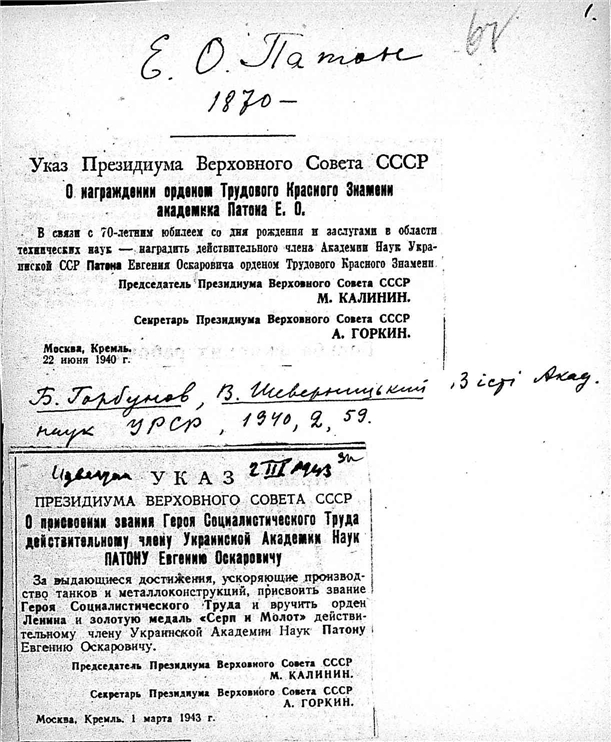 1.
Е. О. Патон
1870 —
Указ Президиума Верховного Совета СССР
О награждении орденом Трудового Красного Знамени
академика Патона Е. О.
В связи с 70-летним юбилеем со дня рождения и заслугами в области
технических наук — наградить действительного члена Академии Наук Укра-
инской ССР Патона Евгения Оскаровича орденом Трудового Красного Знамени
Председатель Президиума Верховного Совета СССР
М. КАЛИНИН.
Секретарь Президиума Верховного Совета СССР
А. ГОРКИН.
Москва, Кремль.
22 июня 1940 г.
Б. Горбунов, В. Шеверницький, Зісті Акад.
наук УРСР, 1940, 2, 59.
2 III 1943
УКАЗ
ПРЕЗИДИУМА ВЕРХОВНОГО СОВЕТА СССР
О присвоении звания Героя Социалистического Труда
действительному члену Украинской Академии Наук
ПАТОНУ Евгению Оскаровичу
За выдающиеся достижения, ускоряющие производ-
ство танков и металлоконструкций, присвоить звание
Героя Социалистического Труда и вручить орден
Ленина и золотую медаль «Серп и Молот» действи-
тельному члену Украинской Академии Наук Патону
Евгению Оскаровичу.
Председатель Президиума Верховного Совета СССР
М. КАЛИНИН.
Секретарь Президиума Верховного Совета СССР
А. ГОРКИН.
Москва, Кремль. 1 марта 1943 г.